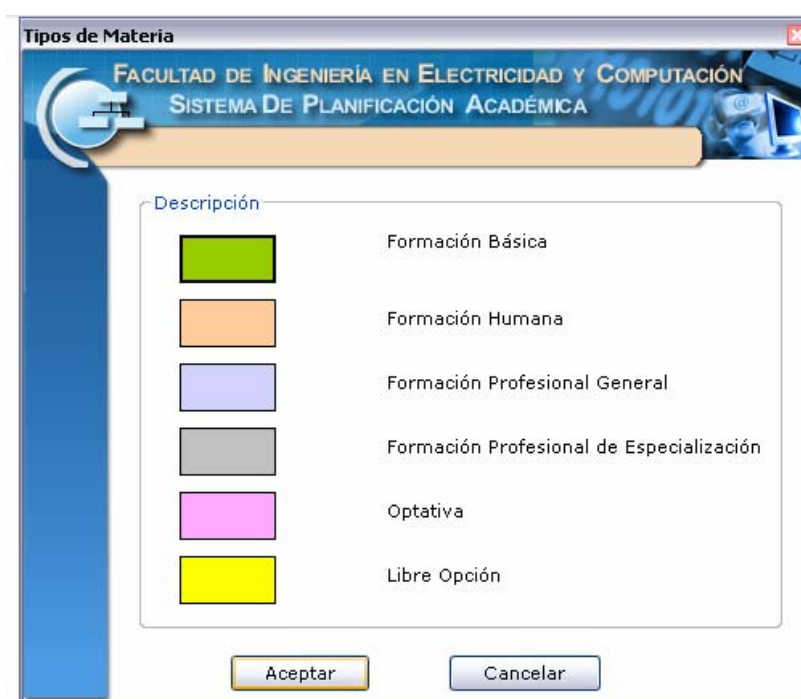 Tipos de Materia
FACULTAD DE INGENIERÍA EN ELECTRICIDAD Y COMPUTACIÓN
SISTEMA DE PLANIFICACIÓN ACADÉMICA
Descripción
Formación Básica
Formación Humana
Formación Profesional General
Formación Profesional de Especialización
Optativa
Libre Opción
Aceptar
Cancelar